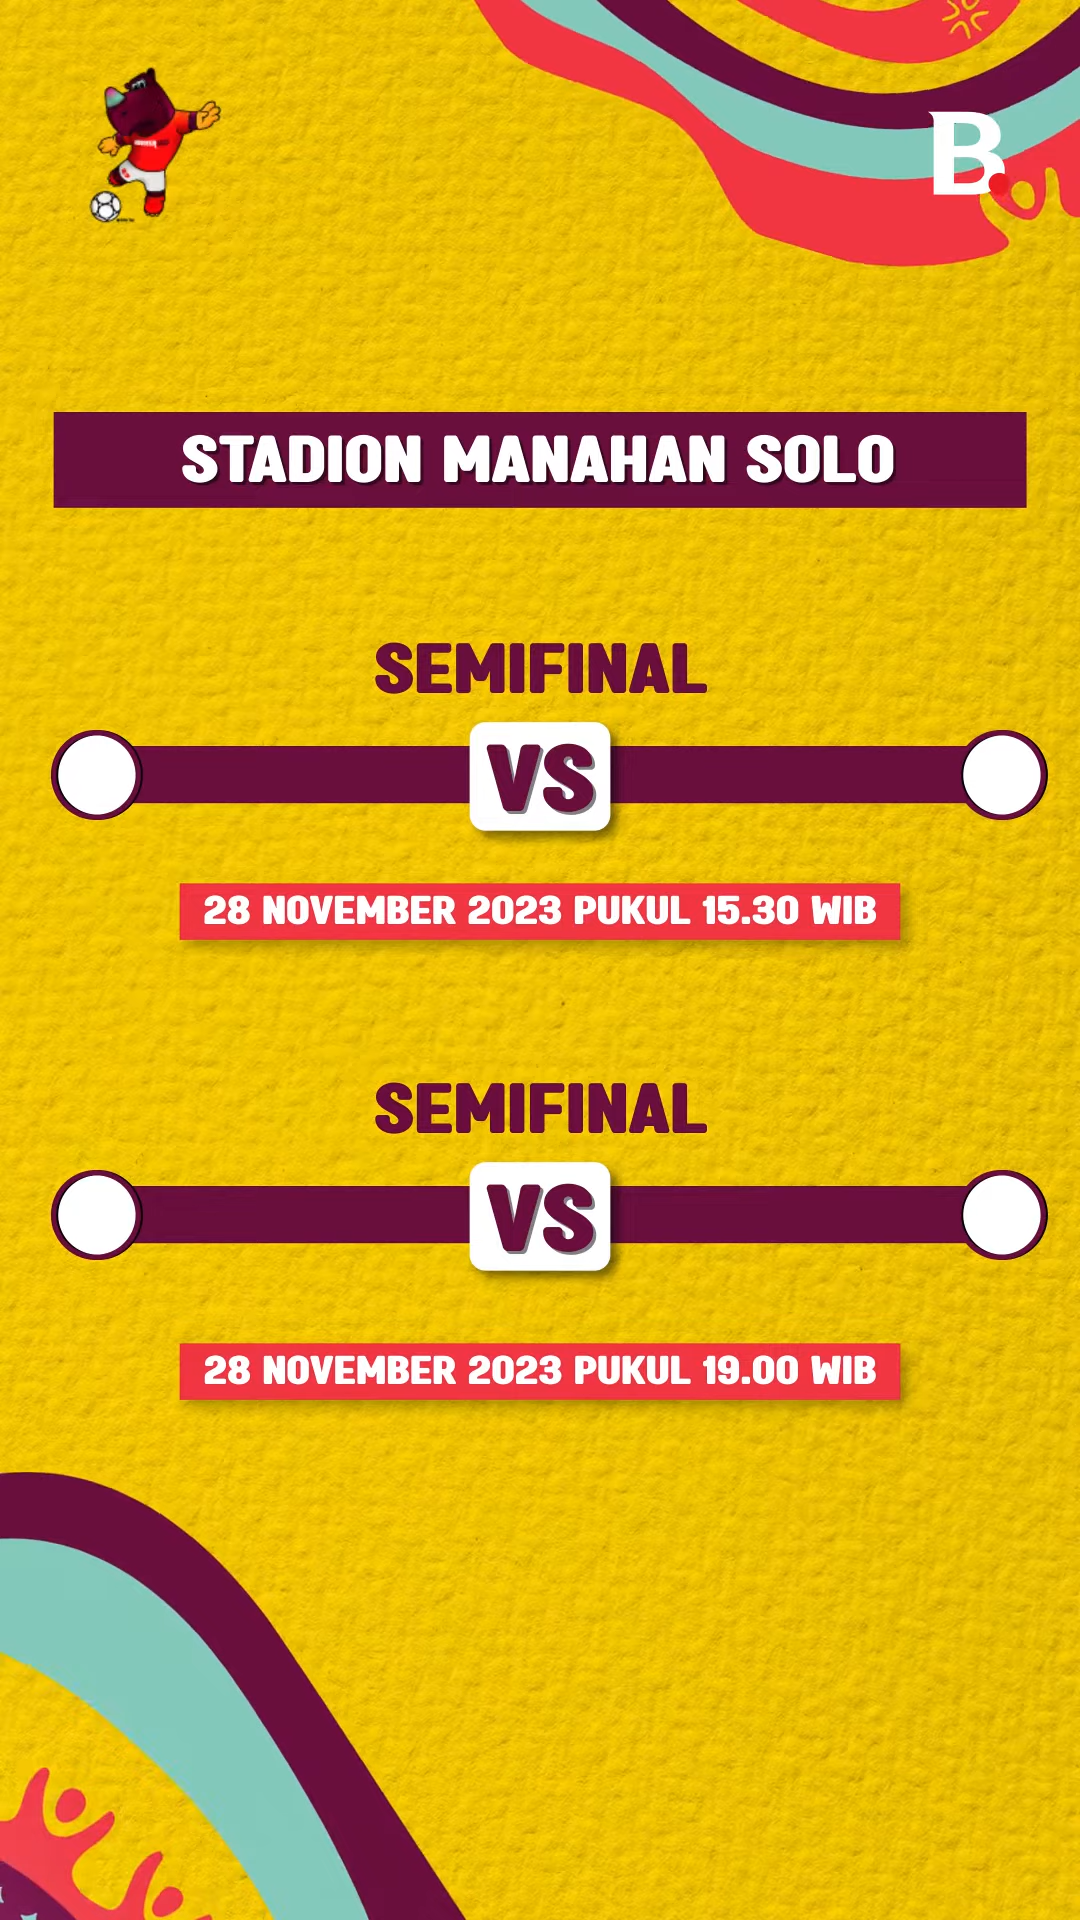 B.
STADION MANAHAN SOLO
SEMIFINAL
VS
28 NOVEMBER 2023 PUKUL 15.30 WIB
SEMIFINAL
VS
28 NOVEMBER 2023 PUKUL 19.00 WIB